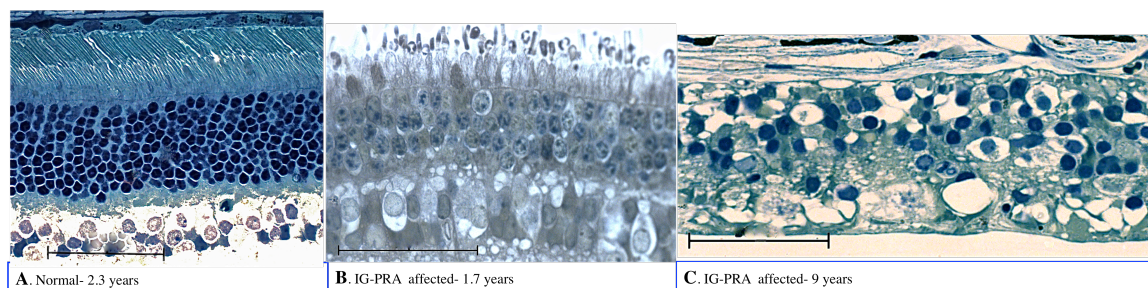 A. Normal- 2.3 years
B. IG-PRA affected- 1.7 years
C. IG-PRA affected- 9 years